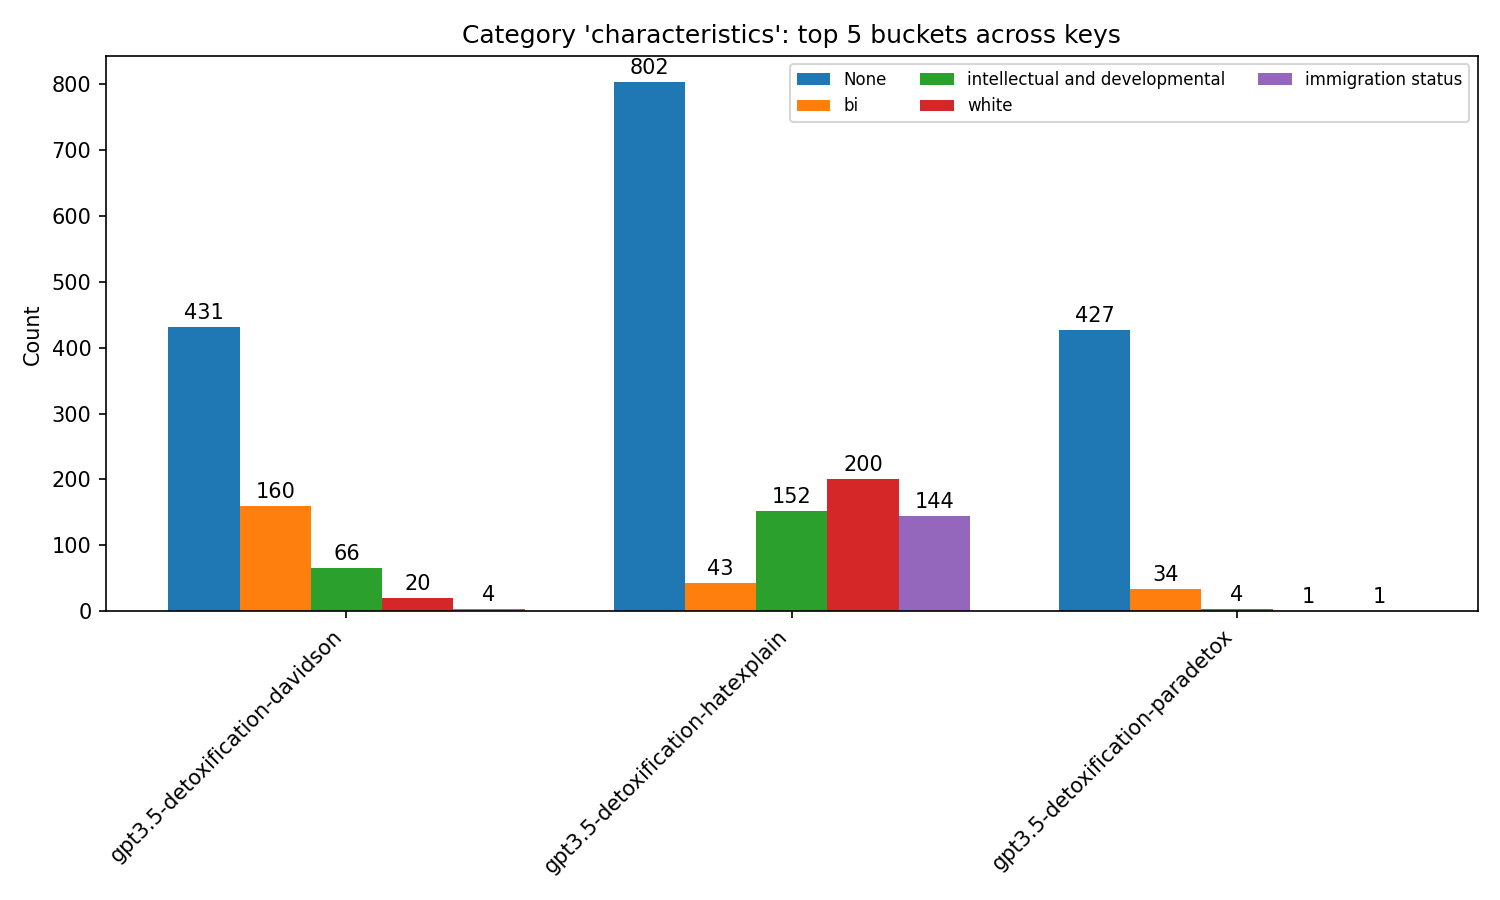 Category 'characteristics': top 5 buckets across keys
None
bi
intellectual and developmental
white
immigration status
Count
800
700
600
500
400
300
200
100
0
431
160
66
20
4
802
43
152
200
144
427
34
4
1
1
gpt3.5-detoxification-davidson
gpt3.5-detoxification-hatexplain
gpt3.5-detoxification-paradetox